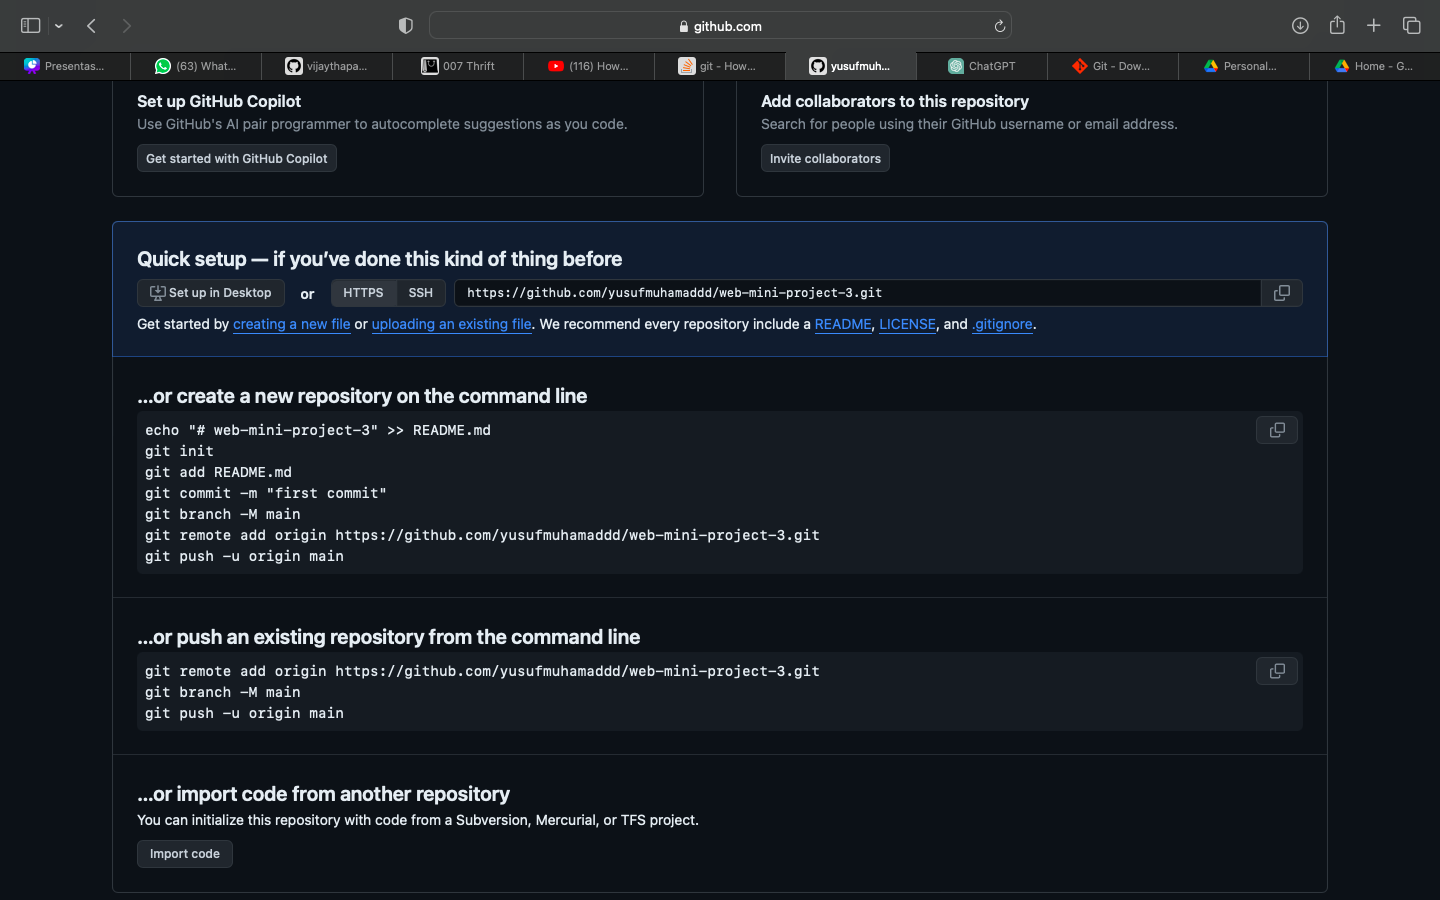 github.com
Presentas...
(63) What...
vijaythapa...
007 Thrift
(116) How...
git - How...
yusufmuh...
ChatGPT
Git - Dow...
Personal...
Home - G...
Set up GitHub Copilot
Use GitHub's AI pair programmer to autocomplete suggestions as you code.
Get started with GitHub Copilot
Add collaborators to this repository
Search for people using their GitHub username or email address.
Invite collaborators
Quick setup — if you've done this kind of thing before
Set up in Desktop or HTTPS SSH https://github.com/yusufmuhamaddd/web-mini-project-3.git
Get started by creating a new file or uploading an existing file. We recommend every repository include a README, LICENSE, and .gitignore.
...or create a new repository on the command line
echo "# web-mini-project-3" >> README.md
git init
git add README.md
git commit -m "first commit"
git branch -M main
git remote add origin https://github.com/yusufmuhamaddd/web-mini-project-3.git
git push -u origin main
...or push an existing repository from the command line
git remote add origin https://github.com/yusufmuhamaddd/web-mini-project-3.git
git branch -M main
git push -u origin main
...or import code from another repository
You can initialize this repository with code from a Subversion, Mercurial, or TFS project.
Import code